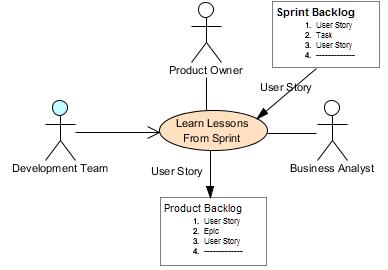 Sprint Backlog
1. User Story
2. Task
3. User Story
4. -------------
Product Owner
User Story
Learn Lessons
From Sprint
Development Team
Business Analyst
User Story
Product Backlog
1. User Story
2. Epic
3. User Story
4. -------------